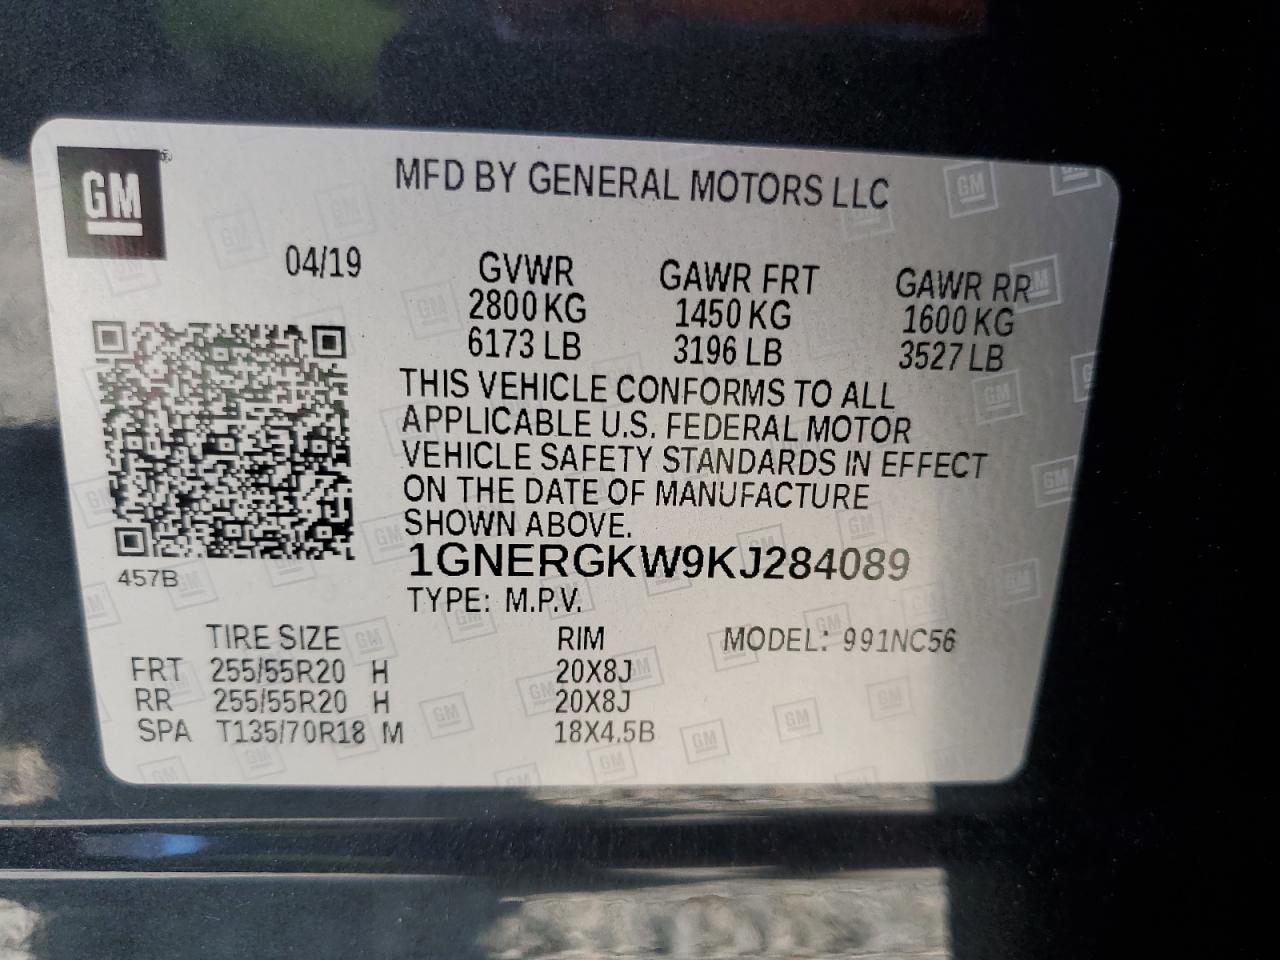 GM
MFD BY GENERAL MOTORS LLC
04/19 GVWR GAWR FRT GAWR RR
2800 KG 1450 KG 1600 KG
6173 LB 3196 LB 3527 LB
THIS VEHICLE CONFORMS TO ALL
APPLICABLE U.S. FEDERAL MOTOR
VEHICLE SAFETY STANDARDS IN EFFECT
ON THE DATE OF MANUFACTURE
SHOWN ABOVE.
1GNERGKW9KJ284089
457B
TYPE: M.P.V.
TIRE SIZE RIM MODEL: 991NC56
FRT 255/55R20 H 20X8J
RR 255/55R20 H 20X8J
SPA T135/70R18 M 18X4.5B